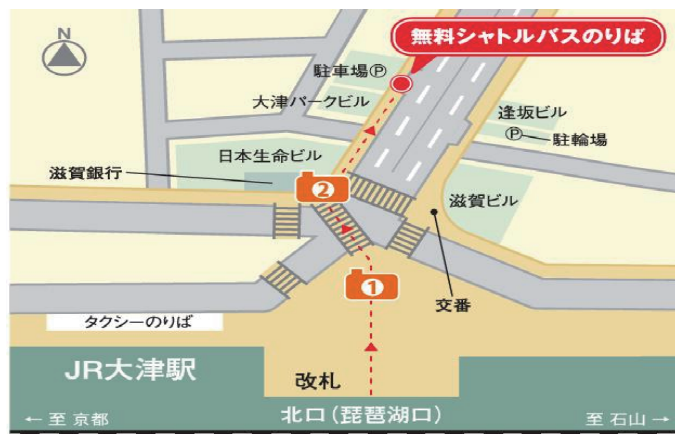 N
無料シャトルバスのりば
駐車場Ⓟ
大津パークビル
逢坂ビル
Ⓟ 駐輪場
日本生命ビル
滋賀銀行
2
滋賀ビル
1
交番
タクシーのりば
JR大津駅
改札
北口(琵琶湖口)
← 至 京都
至 石山 →